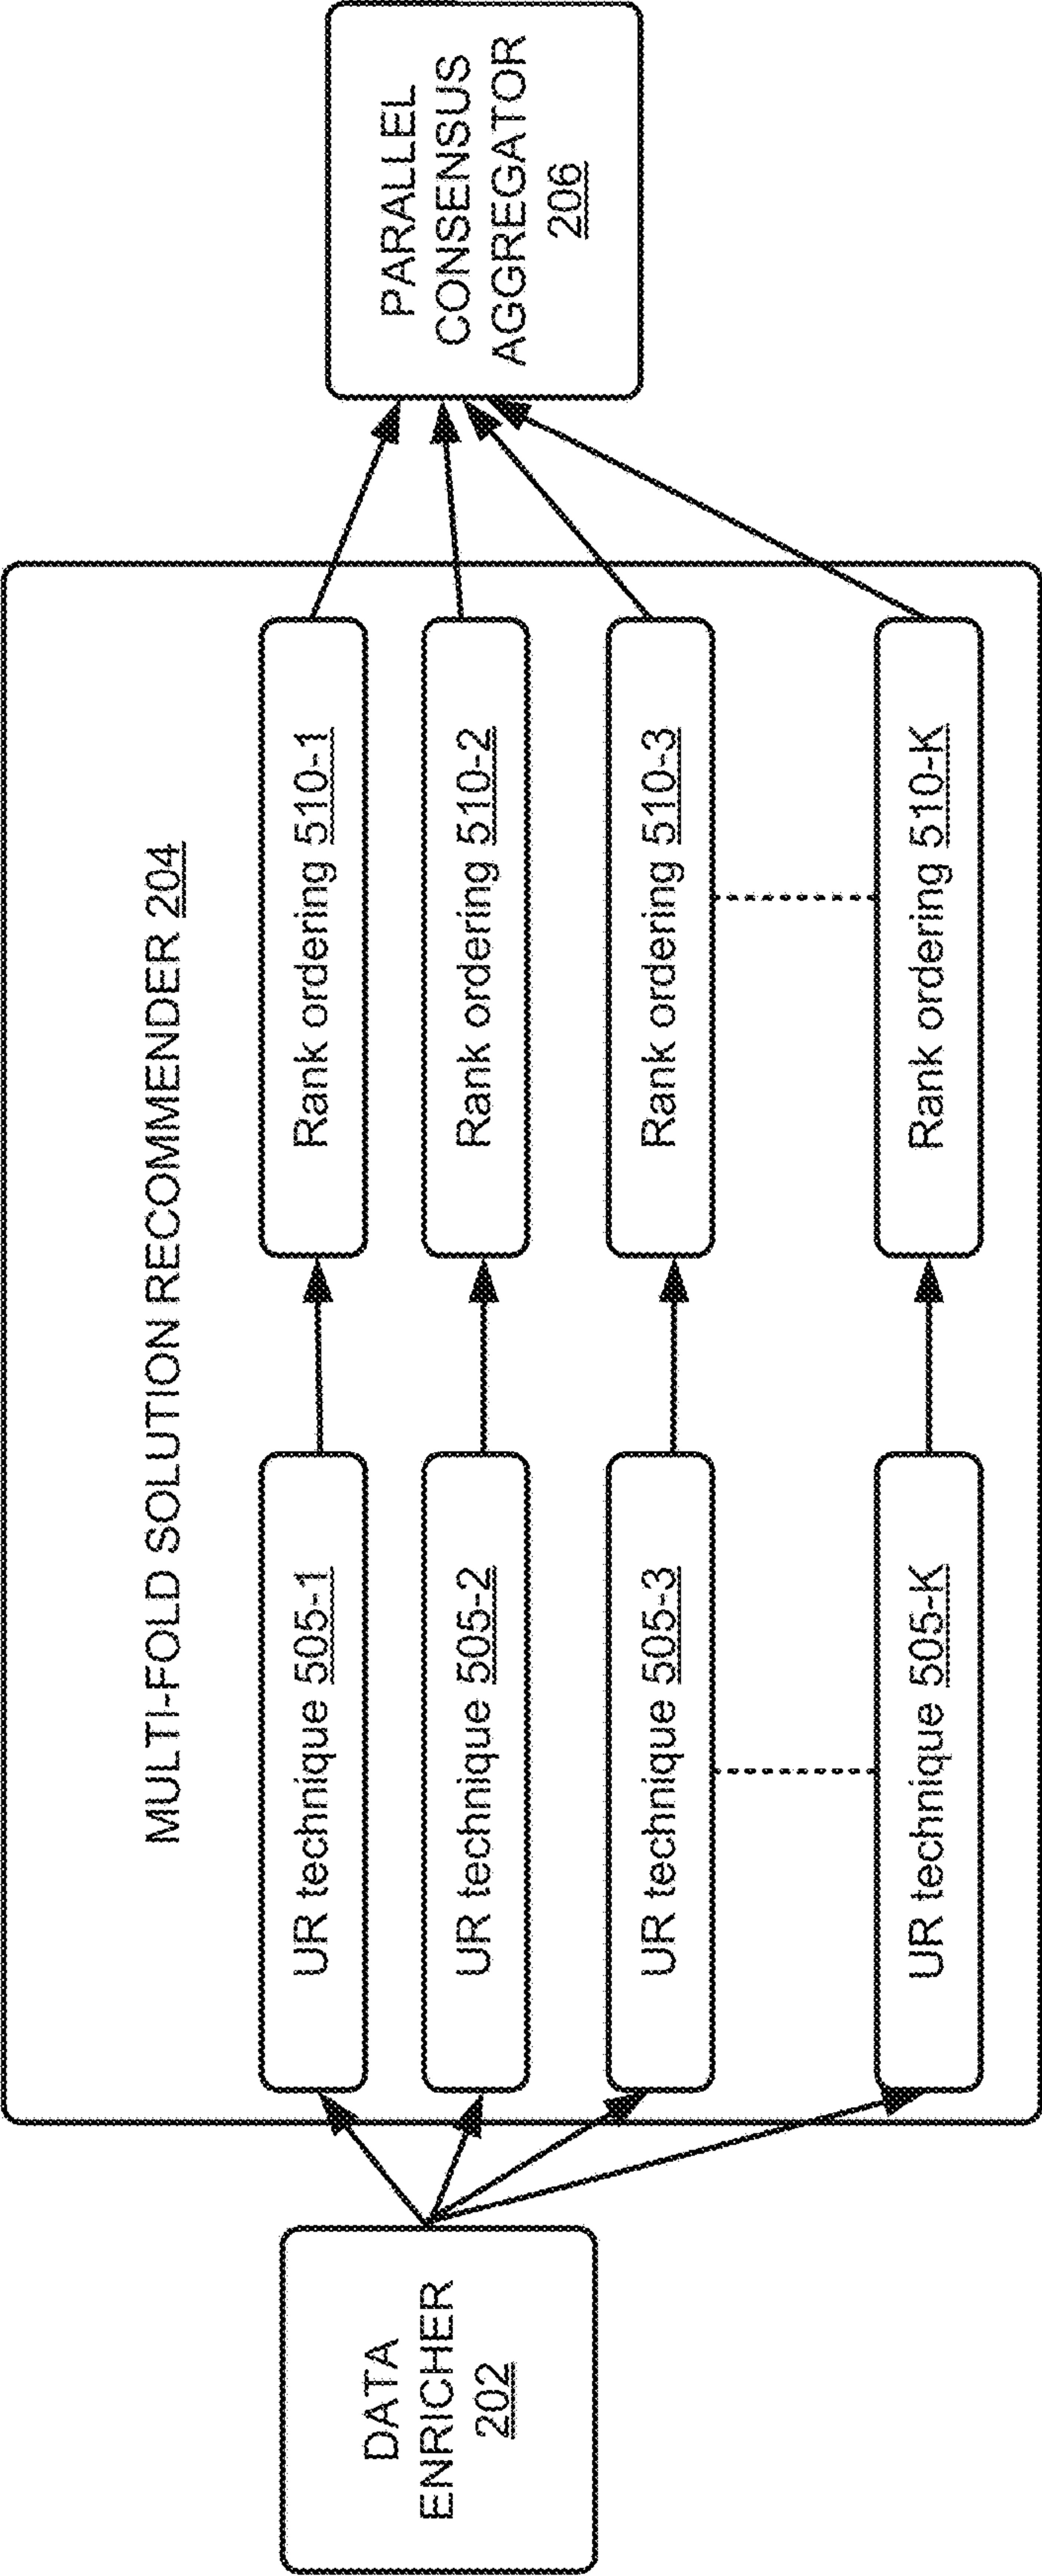 MULTI-FOLD SOLUTION RECOMMENDER 204
DATA
ENRICHER
202
UR technique 505-1
Rank ordering 510-1
UR technique 505-2
Rank ordering 510-2
UR technique 505-3
Rank ordering 510-3
UR technique 505-K
Rank ordering 510-K
PARALLEL
CONSENSUS
AGGREGATOR
206